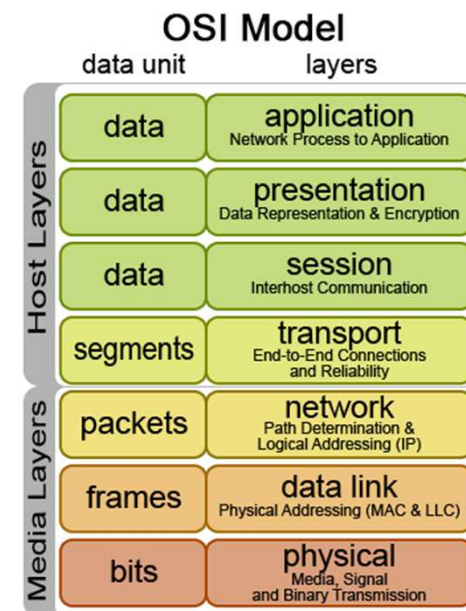 OSI Model
data unit layers
Host Layers
data
application
Network Process to Application
data
presentation
Data Representation & Encryption
data
session
Interhost Communication
segments
transport
End-to-End Connections
and Reliability
Media Layers
packets
network
Path Determination &
Logical Addressing (IP)
frames
data link
Physical Addressing (MAC & LLC)
bits
physical
Media, Signal
and Binary Transmission